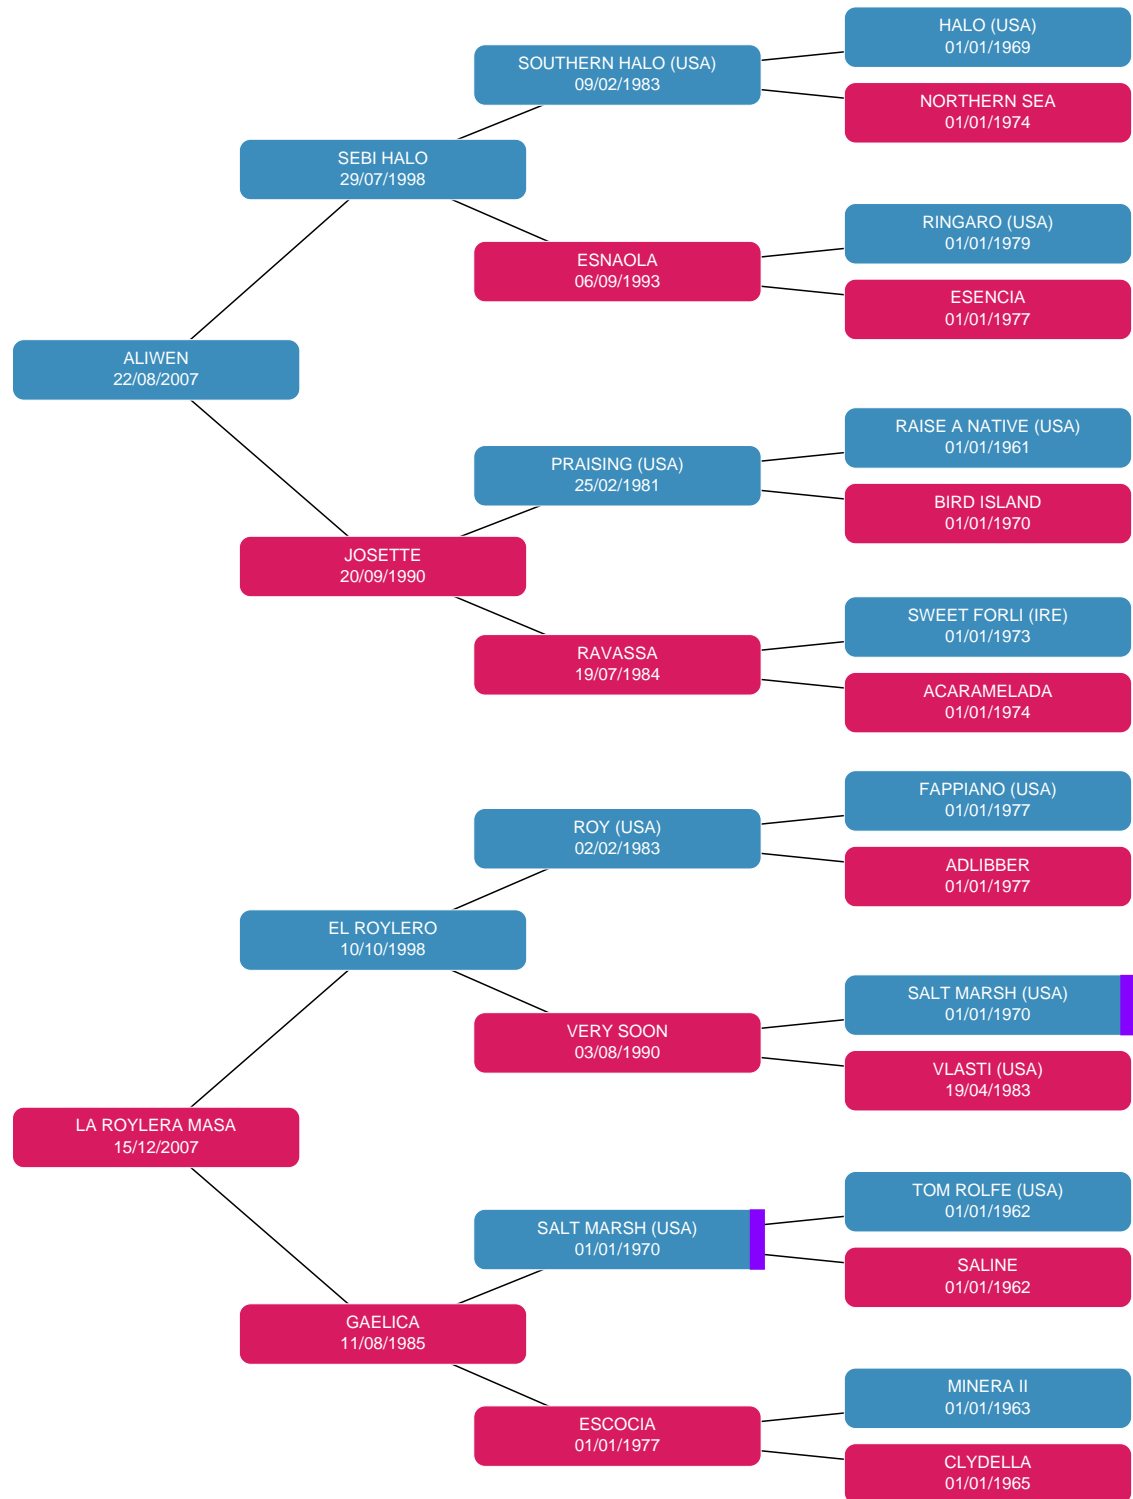 HALO (USA)
01/01/1969
SOUTHERN HALO (USA)
09/02/1983
NORTHERN SEA
01/01/1974
SEBI HALO
29/07/1998
RINGARO (USA)
01/01/1979
ESNAOLA
06/09/1993
ESENCIA
01/01/1977
ALIWEN
22/08/2007
RAISE A NATIVE (USA)
01/01/1961
PRAISING (USA)
25/02/1981
BIRD ISLAND
01/01/1970
JOSETTE
20/09/1990
SWEET FORLI (IRE)
01/01/1973
RAVASSA
19/07/1984
ACARAMELADA
01/01/1974
FAPPIANO (USA)
01/01/1977
ROY (USA)
02/02/1983
ADLIBBER
01/01/1977
EL ROYLERO
10/10/1998
SALT MARSH (USA)
01/01/1970
VERY SOON
03/08/1990
VLASTI (USA)
19/04/1983
LA ROYLERA MASA
15/12/2007
TOM ROLFE (USA)
01/01/1962
SALT MARSH (USA)
01/01/1970
SALINE
01/01/1962
GAELICA
11/08/1985
MINERA II
01/01/1963
ESCOCIA
01/01/1977
CLYDELLA
01/01/1965